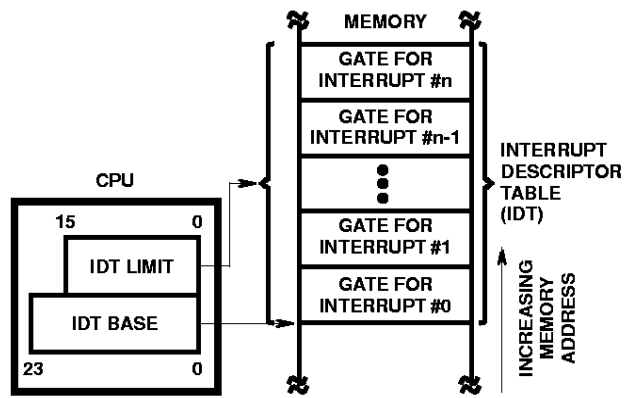 MEMORY
GATE FOR
INTERRUPT #n
GATE FOR
INTERRUPT #n-1
INTERRUPT
DESCRIPTOR
TABLE
(IDT)
CPU
15 0
IDT LIMIT
IDT BASE
23 0
GATE FOR
INTERRUPT #1
GATE FOR
INTERRUPT #0
INCREASING
MEMORY
ADDRESS